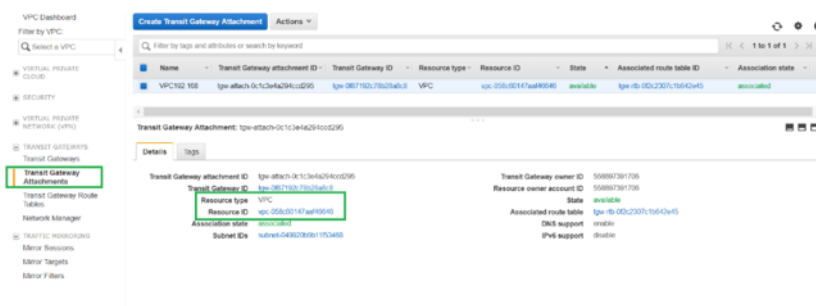 VPC Dashboard
Filter by VPC:
Select a VPC
VIRTUAL PRIVATE
CLOUD
SECURITY
VIRTUAL PRIVATE
NETWORK (VPN)
TRANSIT GATEWAYS
Transit Gateways
Transit Gateway
Attachments
Transit Gateway Route
Tables
Network Manager
TRAFFIC MIRRORING
Mirror Sessions
Mirror Targets
Mirror Filters
Create Transit Gateway Attachment Actions
Filter by tags and attributes or search by keyword 1 to 1 of 1
Name Transit Gateway attachment ID Transit Gateway ID Resource type Resource ID State Associated route table ID Association state
VPC192 168 VPC available associated
Transit Gateway Attachment: tgw-attach-0c1c3e4a294ccd295
Details Tags
Transit Gateway attachment ID tgw-attach-0c1c3e4a294ccd295 Transit Gateway owner ID
Transit Gateway ID Resource owner account ID
Resource type VPC State available
Resource ID Associated route table
Association state associated DNS support enable
Subnet IDs IPv6 support disable